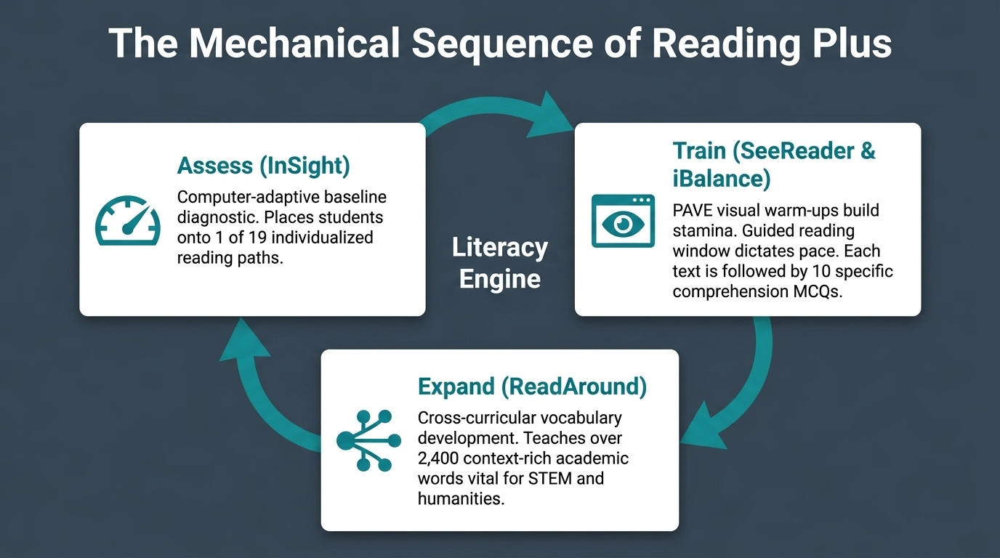 The Mechanical Sequence of Reading Plus
Assess (InSight)
Computer-adaptive baseline
diagnostic. Places students
onto 1 of 19 individualized
reading paths.
Train (SeeReader &
iBalance)
PAVE visual warm-ups build
stamina. Guided reading
window dictates pace. Each
text is followed by 10 specific
comprehension MCQs.
Literacy
Engine
Expand (ReadAround)
Cross-curricular vocabulary
development. Teaches over
2,400 context-rich academic
words vital for STEM and
humanities.